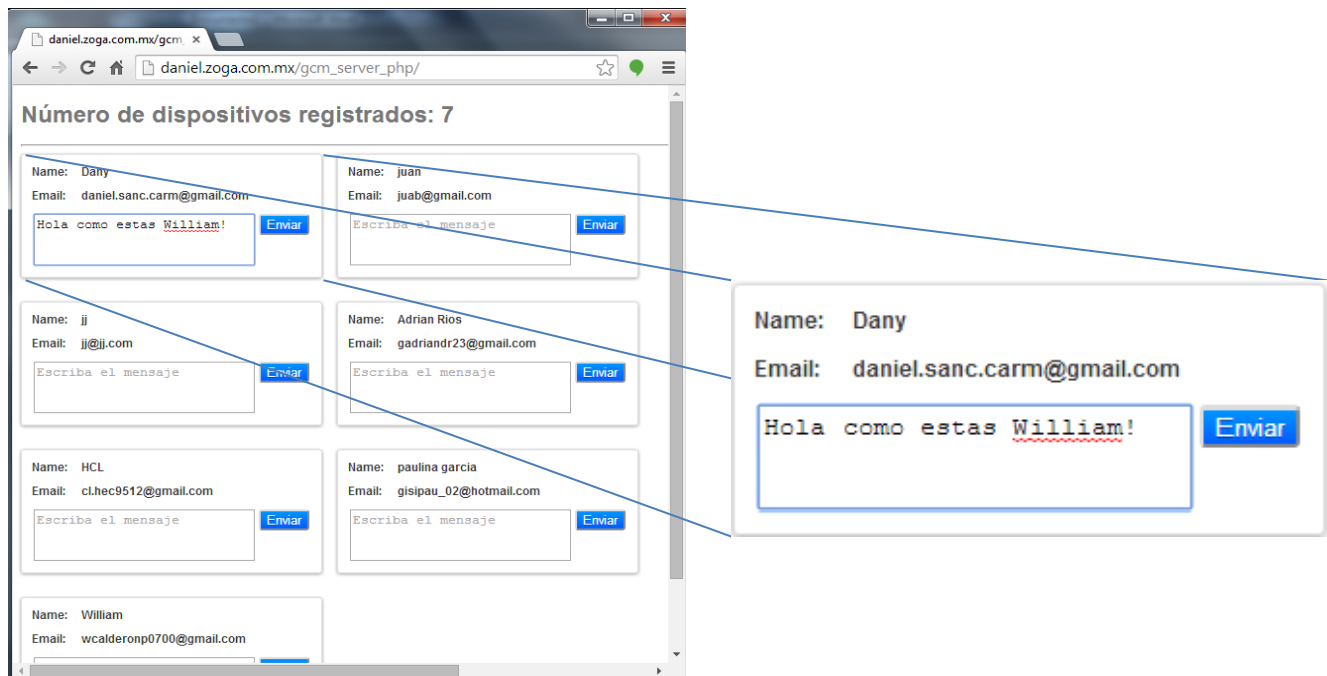 daniel.zoga.com.mx/gcm_
daniel.zoga.com.mx/gcm_server_php/
Número de dispositivos registrados: 7
Name: Dany
Email: daniel.sanc.carm@gmail.com
Hola como estas William!
Enviar
Name: juan
Email: juab@gmail.com
Escriba el mensaje
Enviar
Name: jj
Email: jj@jj.com
Escriba el mensaje
Enviar
Name: Adrian Rios
Email: gadriandr23@gmail.com
Escriba el mensaje
Enviar
Name: HCL
Email: cl.hec9512@gmail.com
Escriba el mensaje
Enviar
Name: paulina garcia
Email: gisipau_02@hotmail.com
Escriba el mensaje
Enviar
Name: William
Email: wcalderonp0700@gmail.com
Name: Dany
Email: daniel.sanc.carm@gmail.com
Hola como estas William!
Enviar